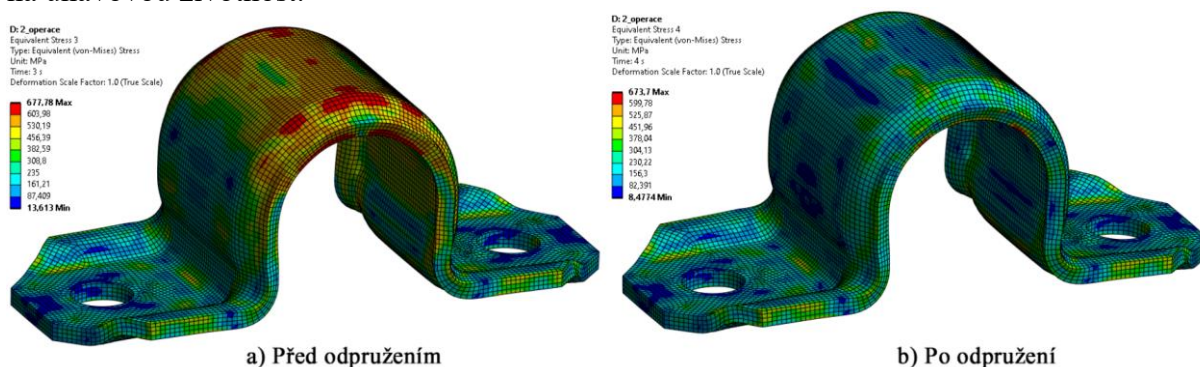 na únavovou životnost.
D: 2_operace
Equivalent Stress 3
Type: Equivalent (von-Mises) Stress
Unit: MPa
Time: 3 s
Deformation Scale Factor: 1.0 (True Scale)
677,78 Max
603,98
530,19
456,39
382,59
308,8
235
161,21
87,409
13,613 Min
a) Před odpružením
D: 2_operace
Equivalent Stress 4
Type: Equivalent (von-Mises) Stress
Unit: MPa
Time: 4 s
Deformation Scale Factor: 1.0 (True Scale)
673,7 Max
599,78
525,87
451,96
378,04
304,13
230,22
156,3
82,391
8,4774 Min
b) Po odpružení